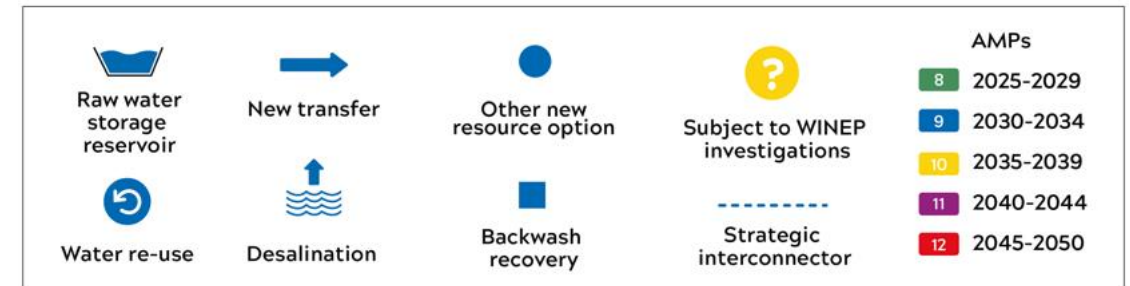 Raw water
storage
reservoir
New transfer
Other new
resource option
?
Subject to WINEP
investigations
Water re-use
Desalination
Backwash
recovery
Strategic
interconnector
AMPs
8 2025-2029
9 2030-2034
10 2035-2039
11 2040-2044
12 2045-2050